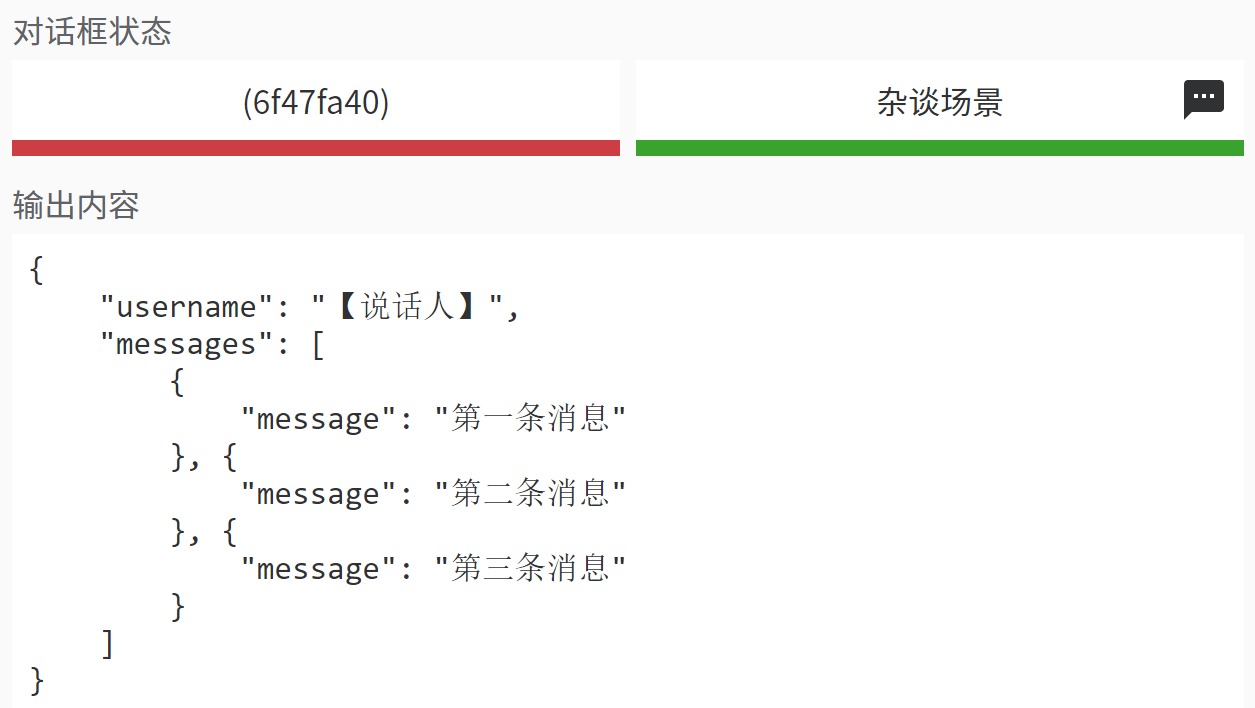 对话框状态
(6f47fa40)
杂谈场景
输出内容
{
    "username": "【说话人】",
    "messages": [
        {
            "message": "第一条消息"
        }, {
            "message": "第二条消息"
        }, {
            "message": "第三条消息"
        }
    ]
}